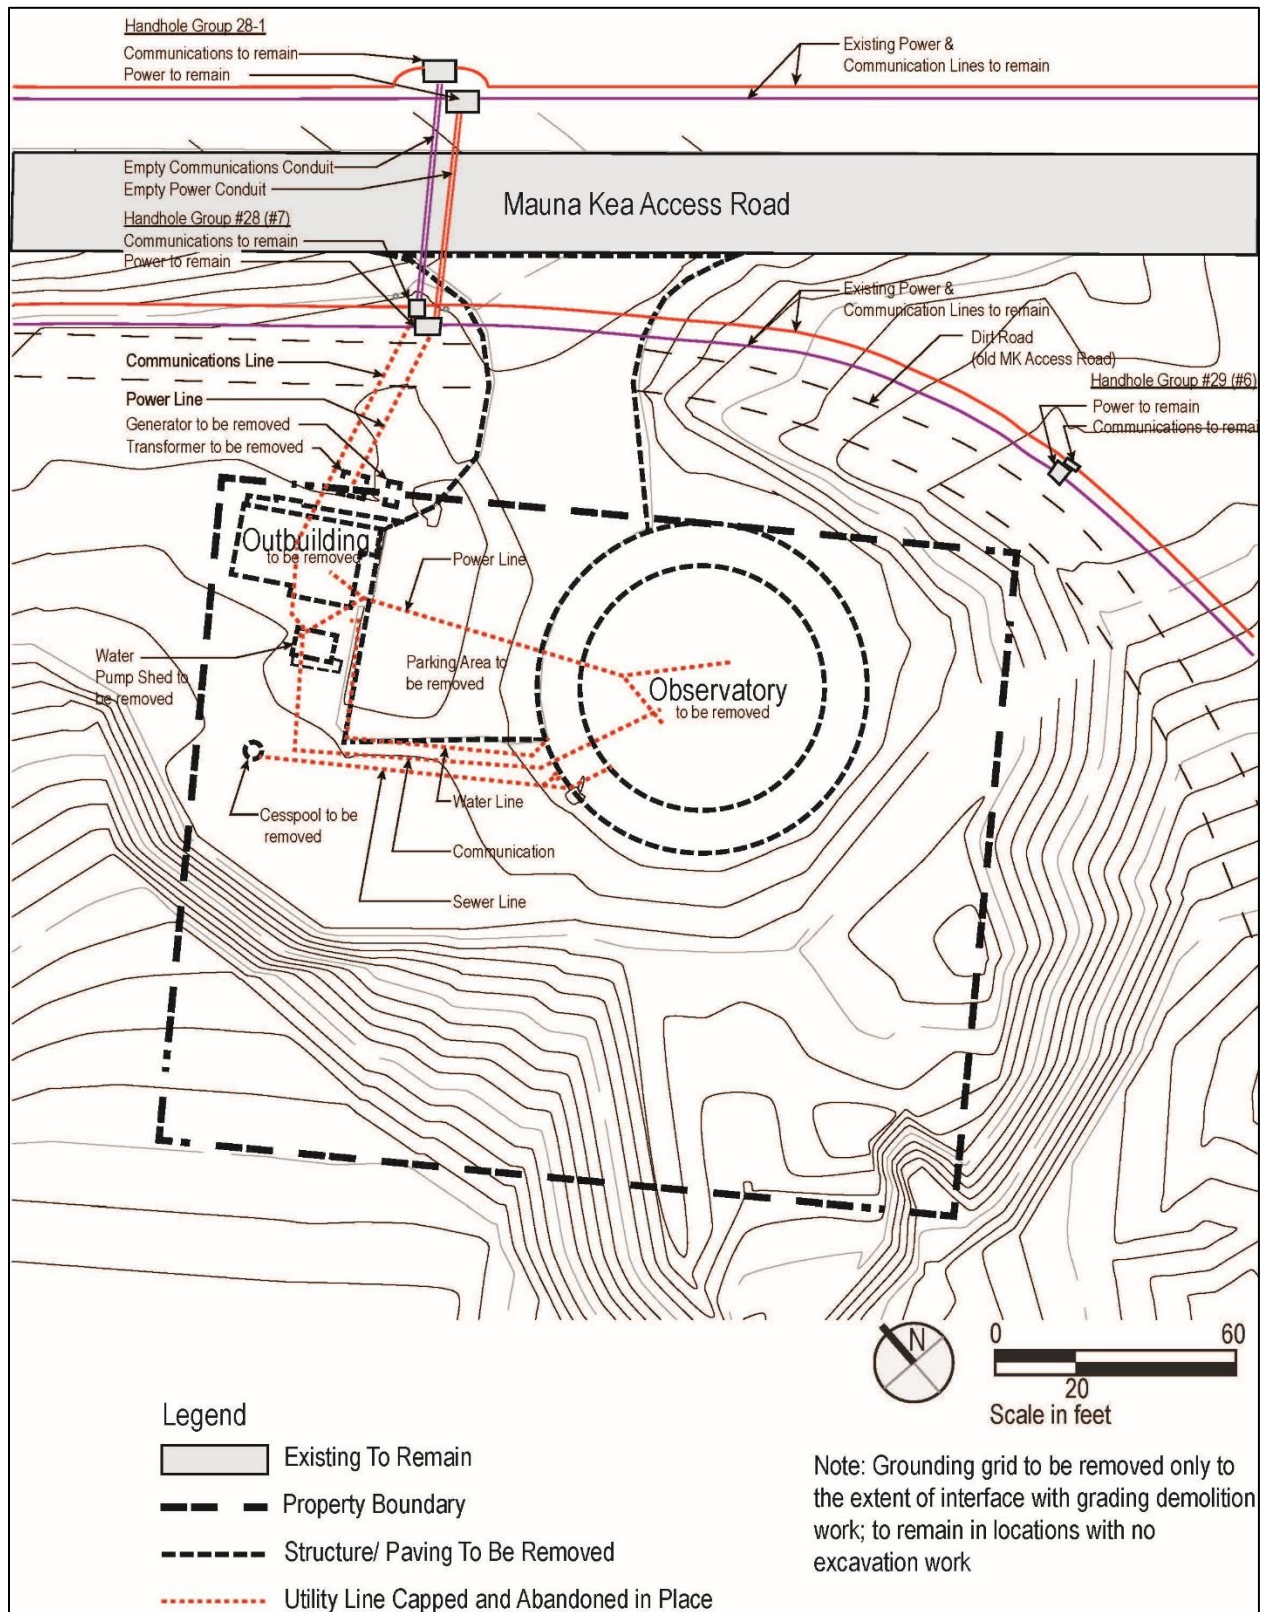 Handhole Group 28-1
Communications to remain
Power to remain
Existing Power &
Communication Lines to remain
Empty Communications Conduit
Empty Power Conduit
Mauna Kea Access Road
Handhole Group #28 (#7)
Communications to remain
Power to remain
Existing Power &
Communication Lines to remain
Dirt Road
(old MK Access Road)
Handhole Group #29 (#6)
Power to remain
Communications to remai
Communications Line
Power Line
Generator to be removed
Transformer to be removed
Outbuilding
to be removed
Power Line
Water
Pump Shed to
be removed
Parking Area to
be removed
Observatory
to be removed
Cesspool to be
removed
Water Line
Communication
Sewer Line
N
0 60
20
Scale in feet
Legend
Existing To Remain
Property Boundary
Structure/ Paving To Be Removed
Utility Line Capped and Abandoned in Place
Note: Grounding grid to be removed only to
the extent of interface with grading demolition
work; to remain in locations with no
excavation work